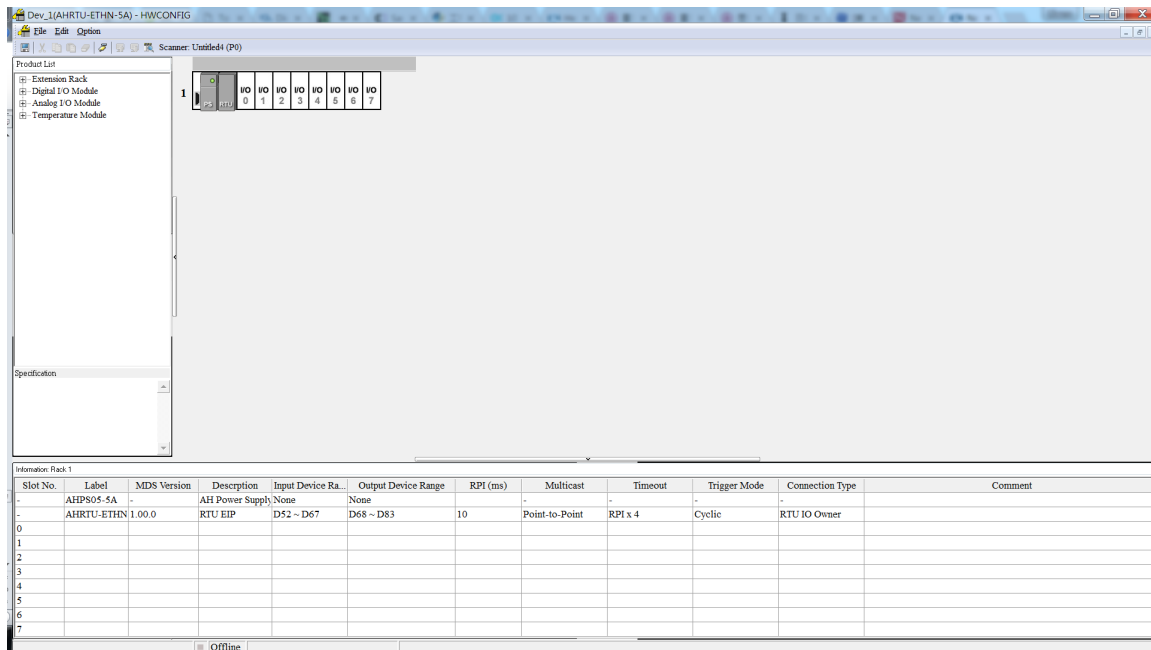 Dev_1(AHRTU-ETHN-5A) - HWCONFIG
File Edit Option
Scanner: Untitled4 (P0)
Product List
Extension Rack
Digital I/O Module
Analog I/O Module
Temperature Module
1 PS RTU I/O 0 I/O 1 I/O 2 I/O 3 I/O 4 I/O 5 I/O 6 I/O 7
Specification
Information: Rack 1
Slot No. Label MDS Version Descrption Input Device Ra... Output Device Range RPI (ms) Multicast Timeout Trigger Mode Connection Type Comment
- AHPS05-5A - AH Power Supply None None - - - -
- AHRTU-ETHN 1.00.0 RTU EIP D52 ~ D67 D68 ~ D83 10 Point-to-Point RPI x 4 Cyclic RTU IO Owner
0
1
2
3
4
5
6
7
Offline